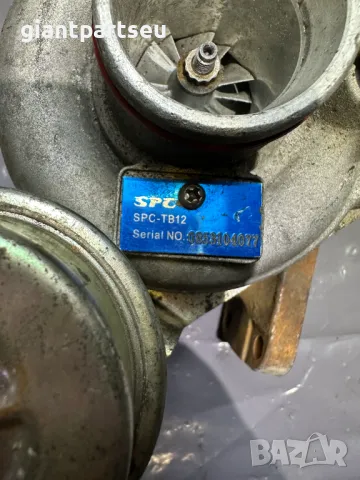 giantpartseu
SPC
SPC-TB12
Serial NO.
BAZAR